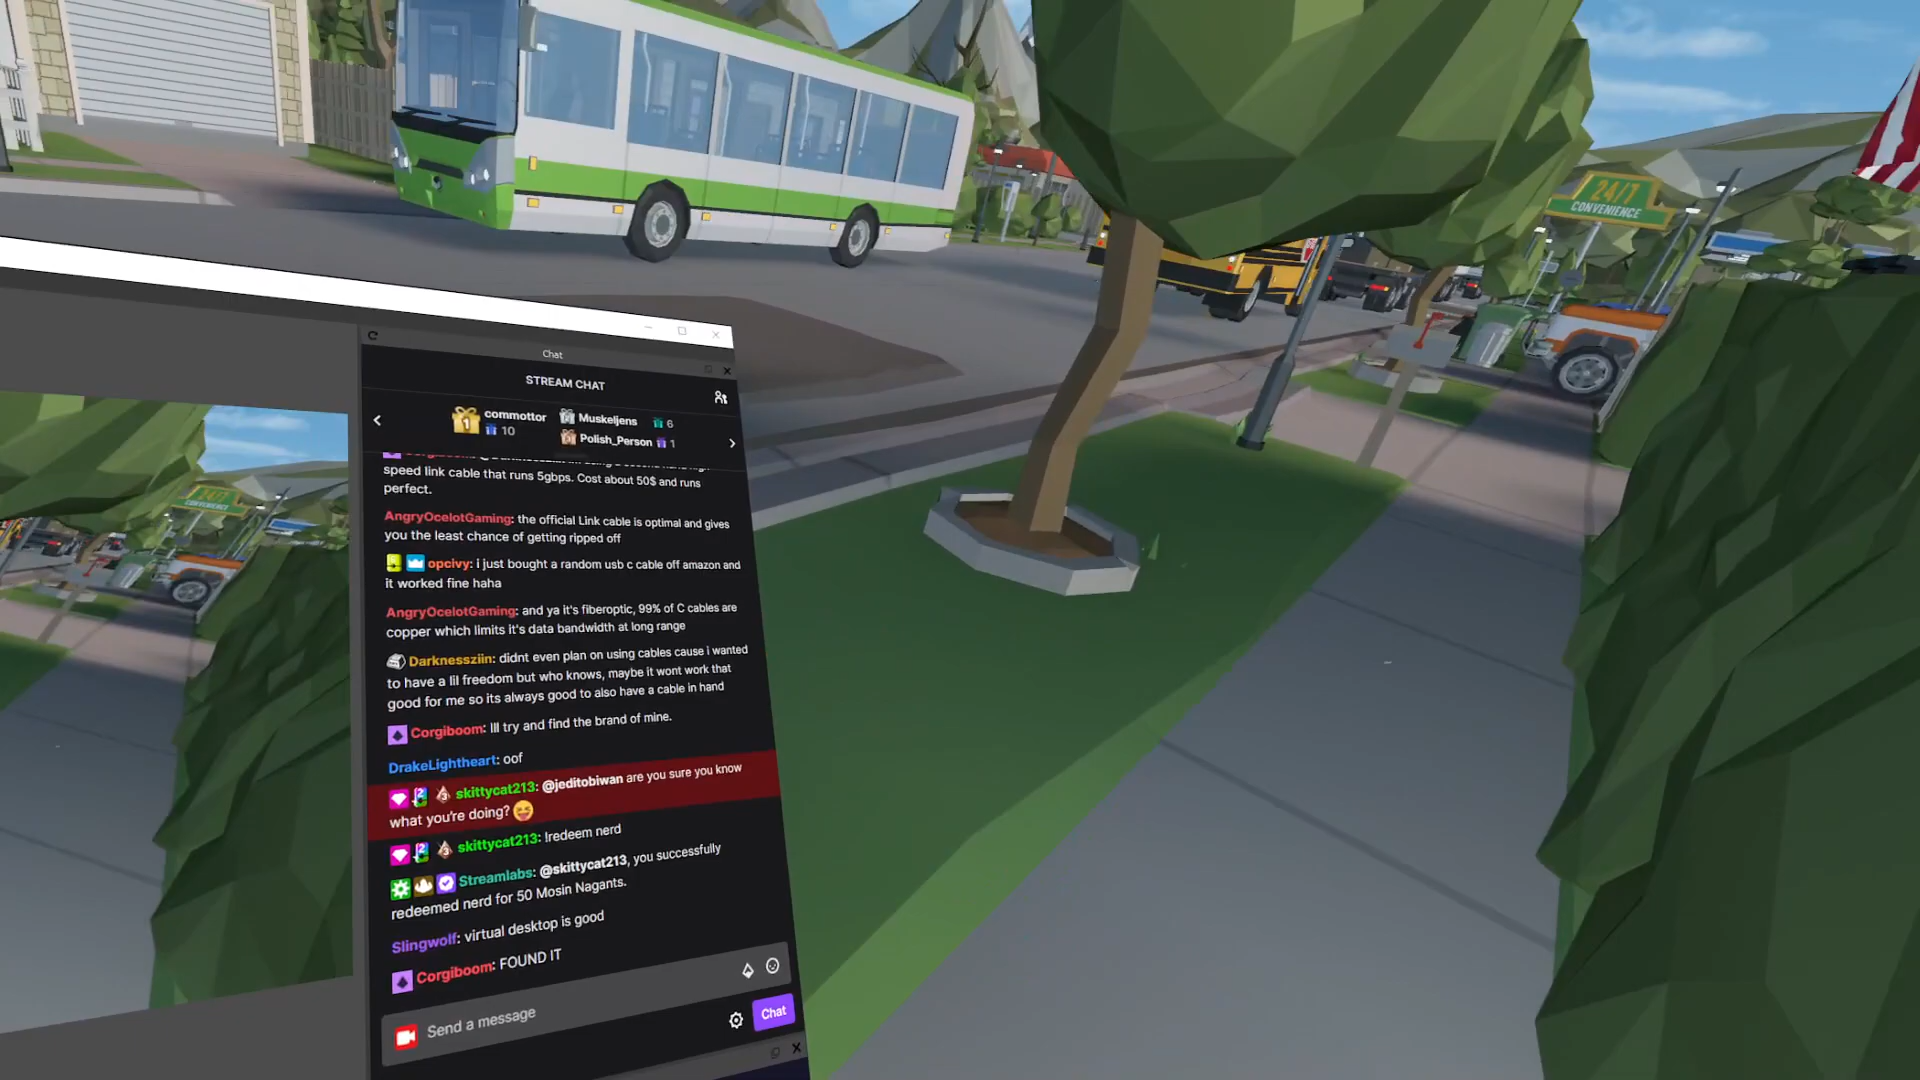 24/7
CONVENIENCE
Chat
STREAM CHAT
commottor
10
Muskeljens 6
Polish_Person 1
speed link cable that runs 5gbps. Cost about 50$ and runs
perfect.
AngryOcelotGaming: the official Link cable is optimal and gives
you the least chance of getting ripped off
opcivy: i just bought a random usb c cable off amazon and
it worked fine haha
AngryOcelotGaming: and ya it's fiberoptic, 99% of C cables are
copper which limits it's data bandwidth at long range
Darknessziin: didnt even plan on using cables cause i wanted
to have a lil freedom but who knows, maybe it wont work that
good for me so its always good to also have a cable in hand
Corgiboom: Ill try and find the brand of mine.
DrakeLightheart: oof
skittycat213: @jeditobiwan are you sure you know
what you're doing?
skittycat213: !redeem nerd
Streamlabs: @skittycat213, you successfully
redeemed nerd for 50 Mosin Nagants.
Slingwolf: virtual desktop is good
Corgiboom: FOUND IT
Send a message
Chat